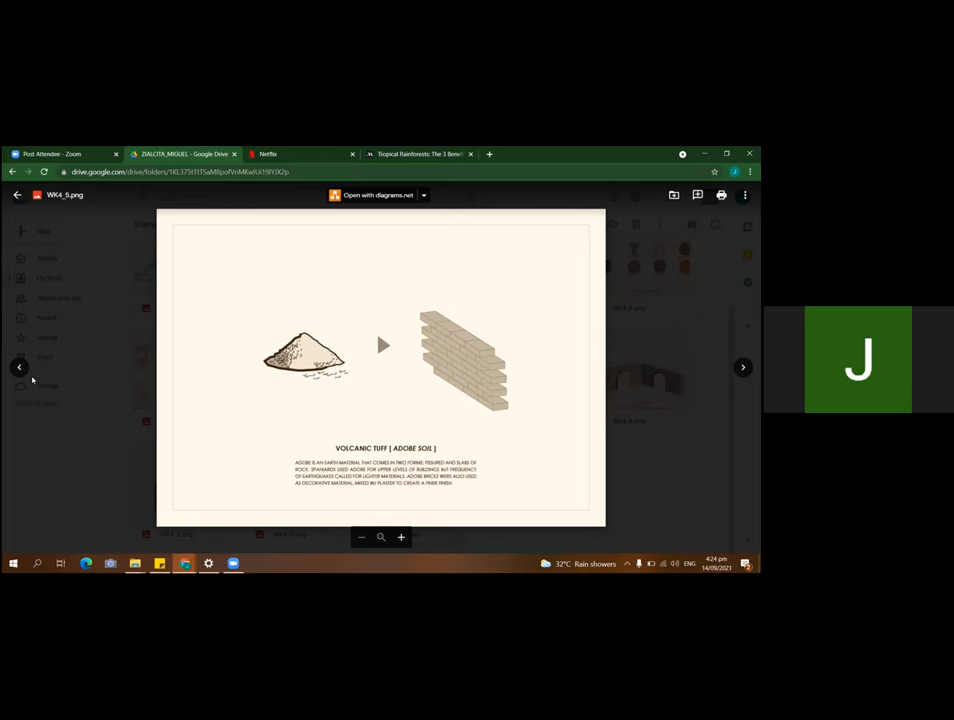 Post Attendee - Zoom
ZIALCITA_MIGUEL - Google Drive
Netflix
Tropical Rainforests: The 3 Benef
WK4_5.png
Open with diagrams.net
J
VOLCANIC TUFF [ ADOBE SOIL ]
ADOBE IS AN EARTH MATERIAL THAT COMES IN TWO FORMS; FISSURED AND SLABS OF
ROCK. SPANIARDS USED ADOBE FOR UPPER LEVELS OF BUILDINGS BUT FREQUENCY
OF EARTHQUAKES CALLED FOR LIGHTER MATERIALS. ADOBE BRICKS WERE ALSO USED
AS DECORATIVE MATERIAL, MIXED W/ PLASTER TO CREATE A FINER FINISH
32°C Rain showers
ENG
4:24 pm
14/09/2021